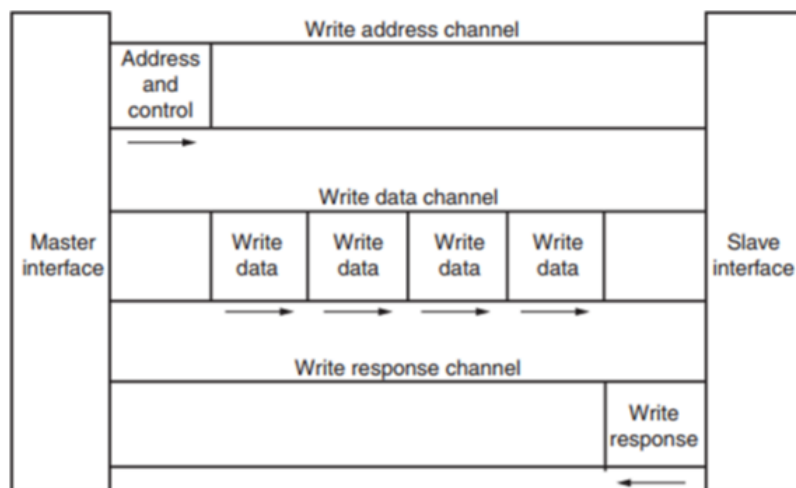 Write address channel
Address
and
control
Write data channel
Master
interface
Write
data
Write
data
Write
data
Write
data
Slave
interface
Write response channel
Write
response